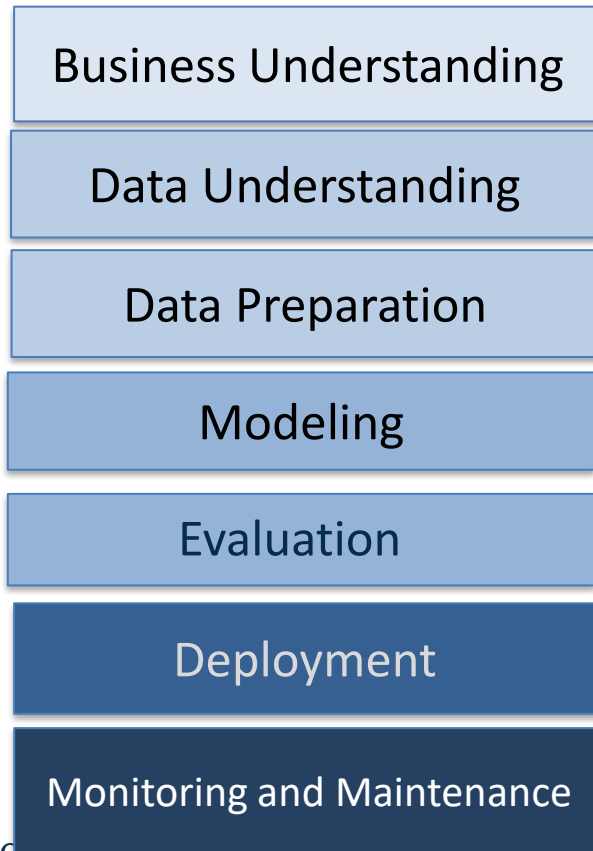 Business Understanding
Data Understanding
Data Preparation
Modeling
Evaluation
Deployment
Monitoring and Maintenance